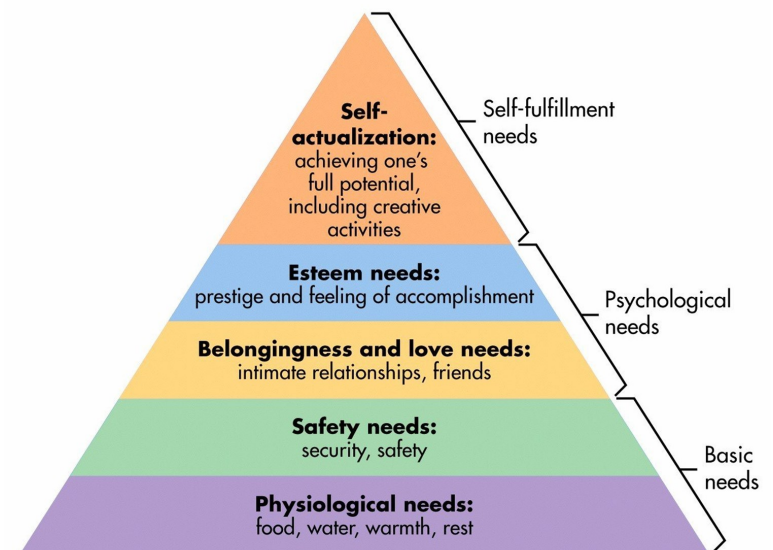 Self-
actualization:
achieving one's
full potential,
including creative
activities
Self-fulfillment
needs
Esteem needs:
prestige and feeling of accomplishment
Psychological
needs
Belongingness and love needs:
intimate relationships, friends
Safety needs:
security, safety
Basic
needs
Physiological needs:
food, water, warmth, rest